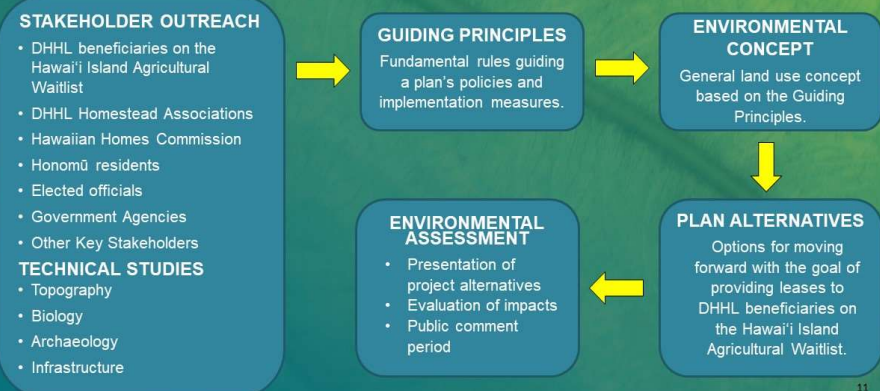 STAKEHOLDER OUTREACH
• DHHL beneficiaries on the
Hawaiʻi Island Agricultural
Waitlist
• DHHL Homestead Associations
• Hawaiian Homes Commission
• Honomū residents
• Elected officials
• Government Agencies
• Other Key Stakeholders
TECHNICAL STUDIES
• Topography
• Biology
• Archaeology
• Infrastructure
GUIDING PRINCIPLES
Fundamental rules guiding
a plan's policies and
implementation measures.
ENVIRONMENTAL
CONCEPT
General land use concept
based on the Guiding
Principles.
PLAN ALTERNATIVES
Options for moving
forward with the goal of
providing leases to
DHHL beneficiaries on
the Hawaiʻi Island
Agricultural Waitlist.
ENVIRONMENTAL
ASSESSMENT
• Presentation of
project alternatives
• Evaluation of impacts
• Public comment
period
11